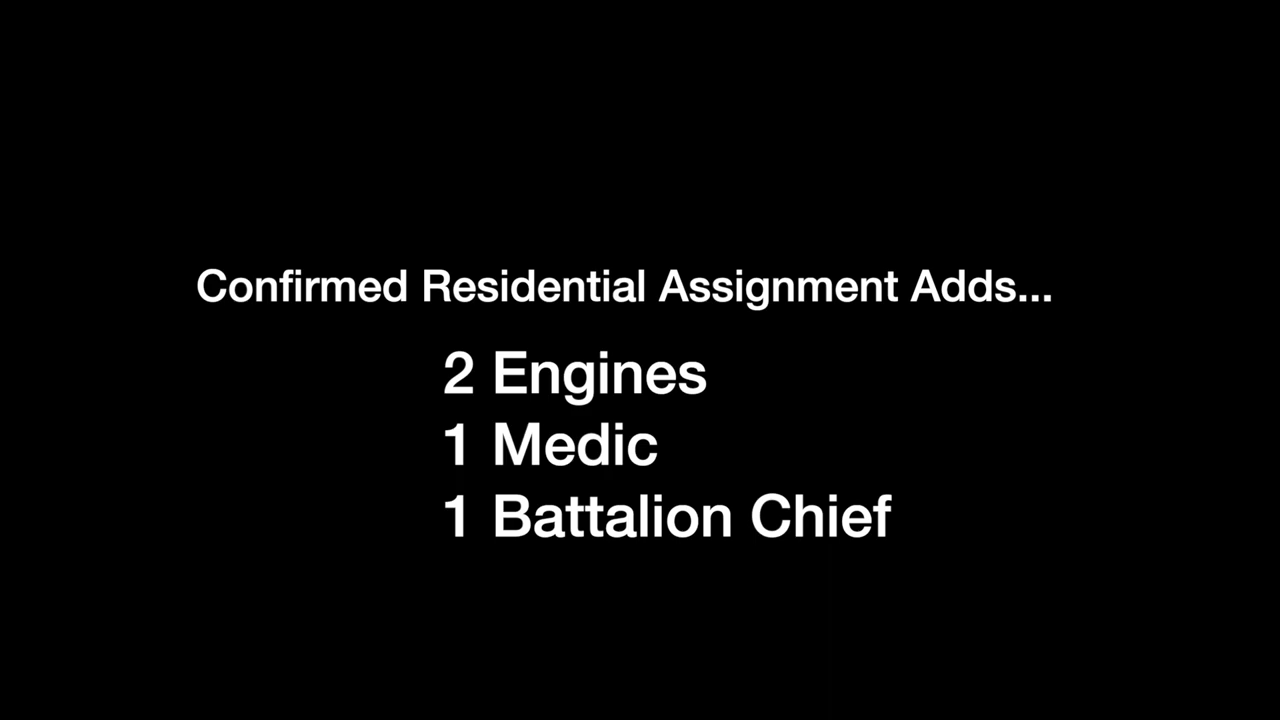 Confirmed Residential Assignment Adds...
2 Engines
1 Medic
1 Battalion Chief